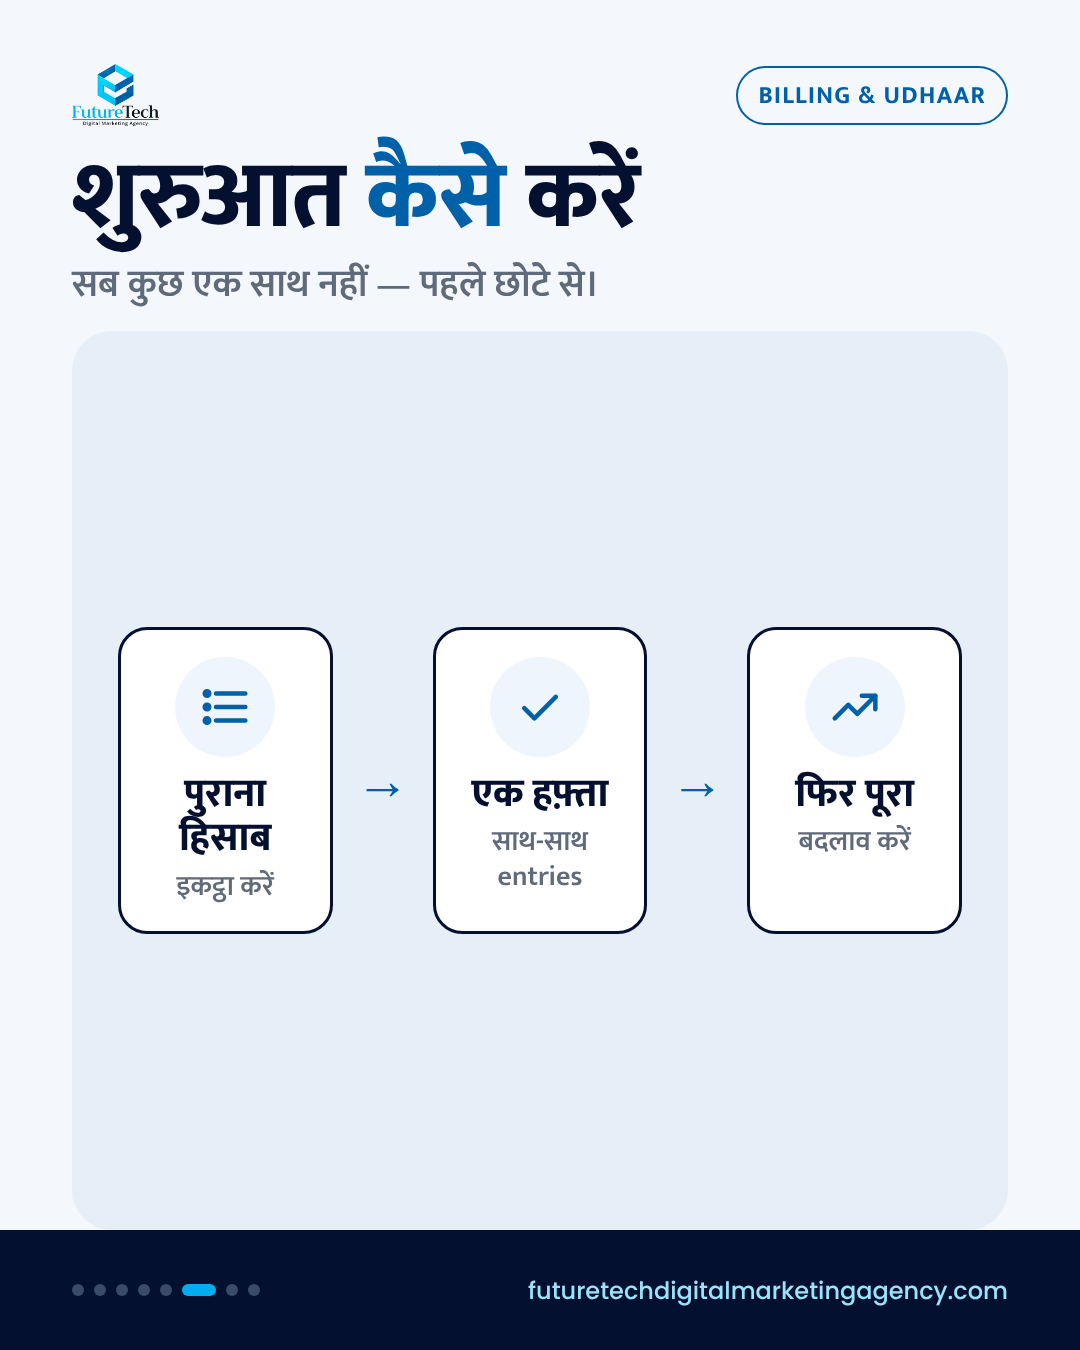 FutureTech
Digital Marketing Agency
BILLING & UDHAAR
शुरुआत कैसे करें
सब कुछ एक साथ नहीं — पहले छोटे से।
पुराना
हिसाब
इकट्ठा करें
→
एक हफ़्ता
साथ-साथ
entries
→
फिर पूरा
बदलाव करें
futuretechdigitalmarketingagency.com